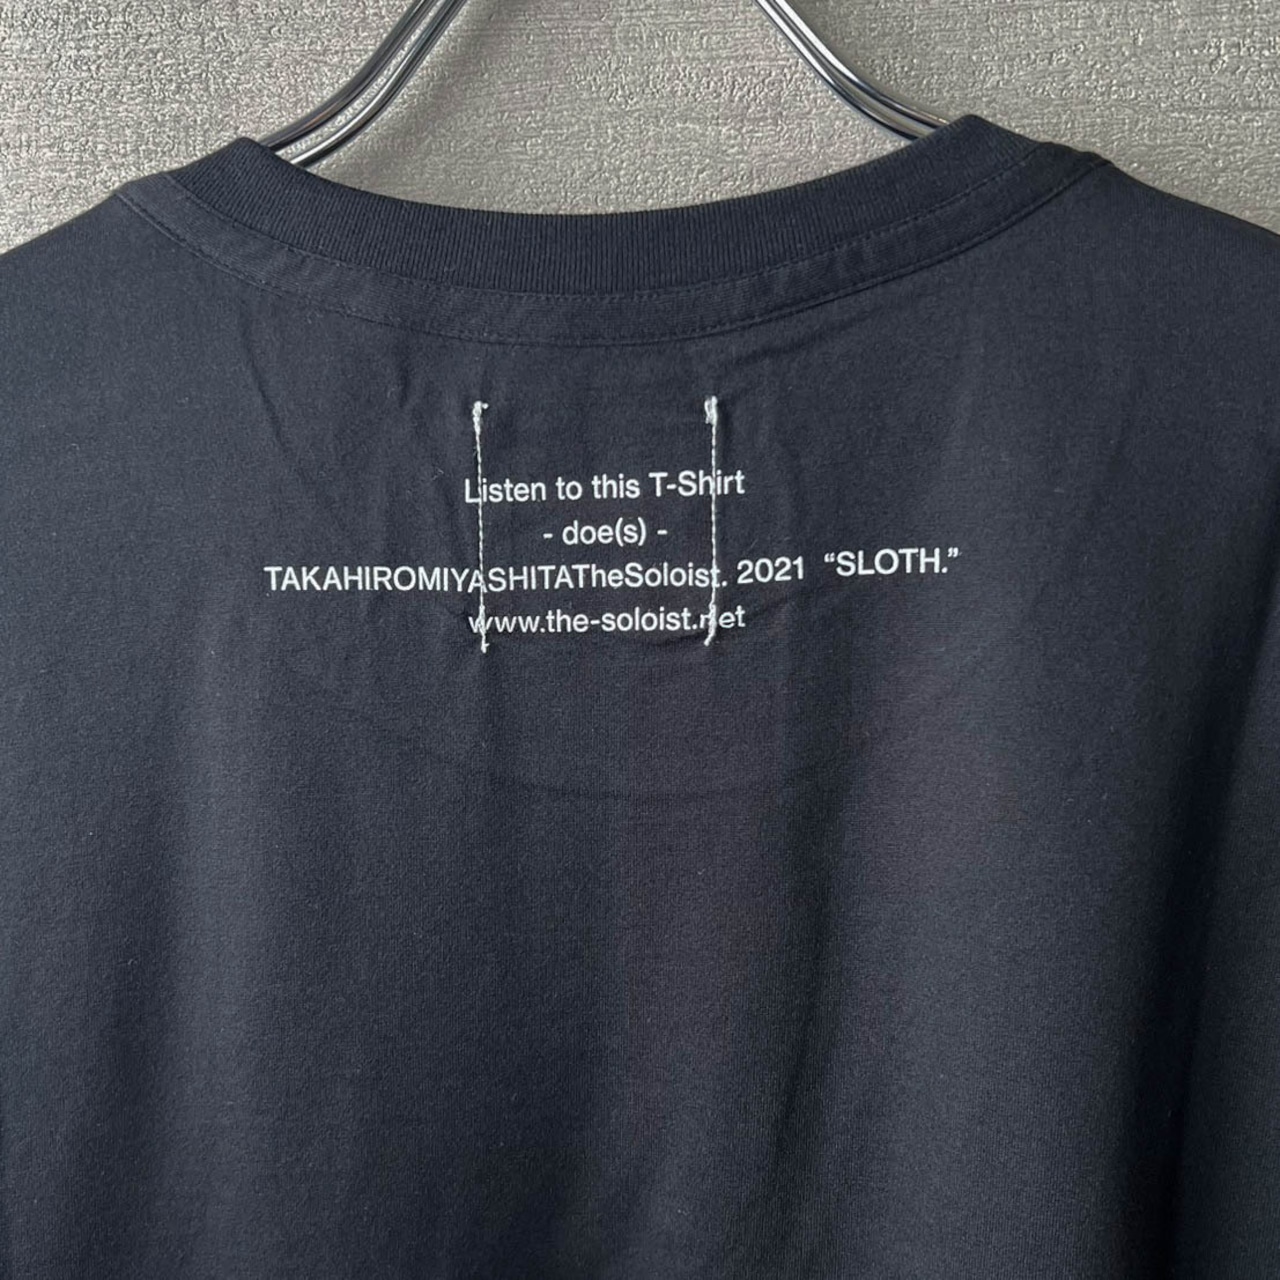 Listen to this T-Shirt
- doe(s) -
TAKAHIROMIYASHITATheSoloist. 2021 “SLOTH.”
www.the-soloist.net